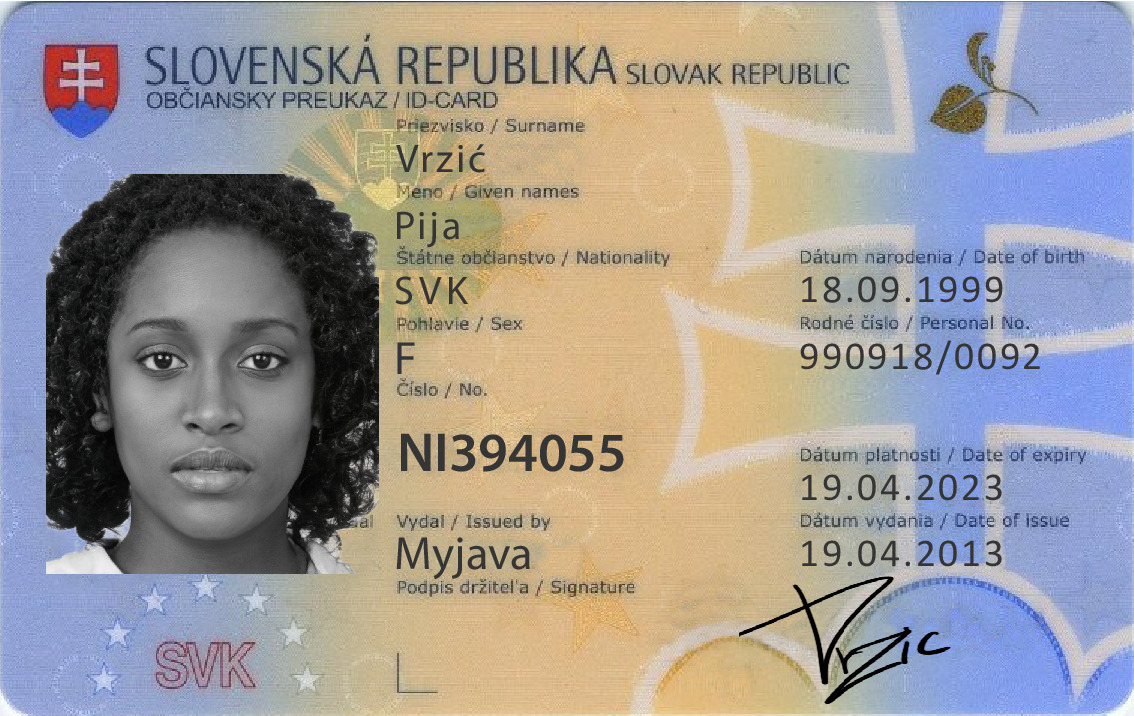 SLOVENSKÁ REPUBLIKA SLOVAK REPUBLIC
OBČIANSKY PREUKAZ / ID-CARD
Priezvisko / Surname
Vrzić
Meno / Given names
Pija
Štátne občianstvo / Nationality
SVK
Dátum narodenia / Date of birth
18.09.1999
Pohlavie / Sex
F
Rodné číslo / Personal No.
990918/0092
Číslo / No.
NI394055
Dátum platnosti / Date of expiry
19.04.2023
Vydal / Issued by
Myjava
Dátum vydania / Date of issue
19.04.2013
Podpis držiteľa / Signature
Vrzic
SVK